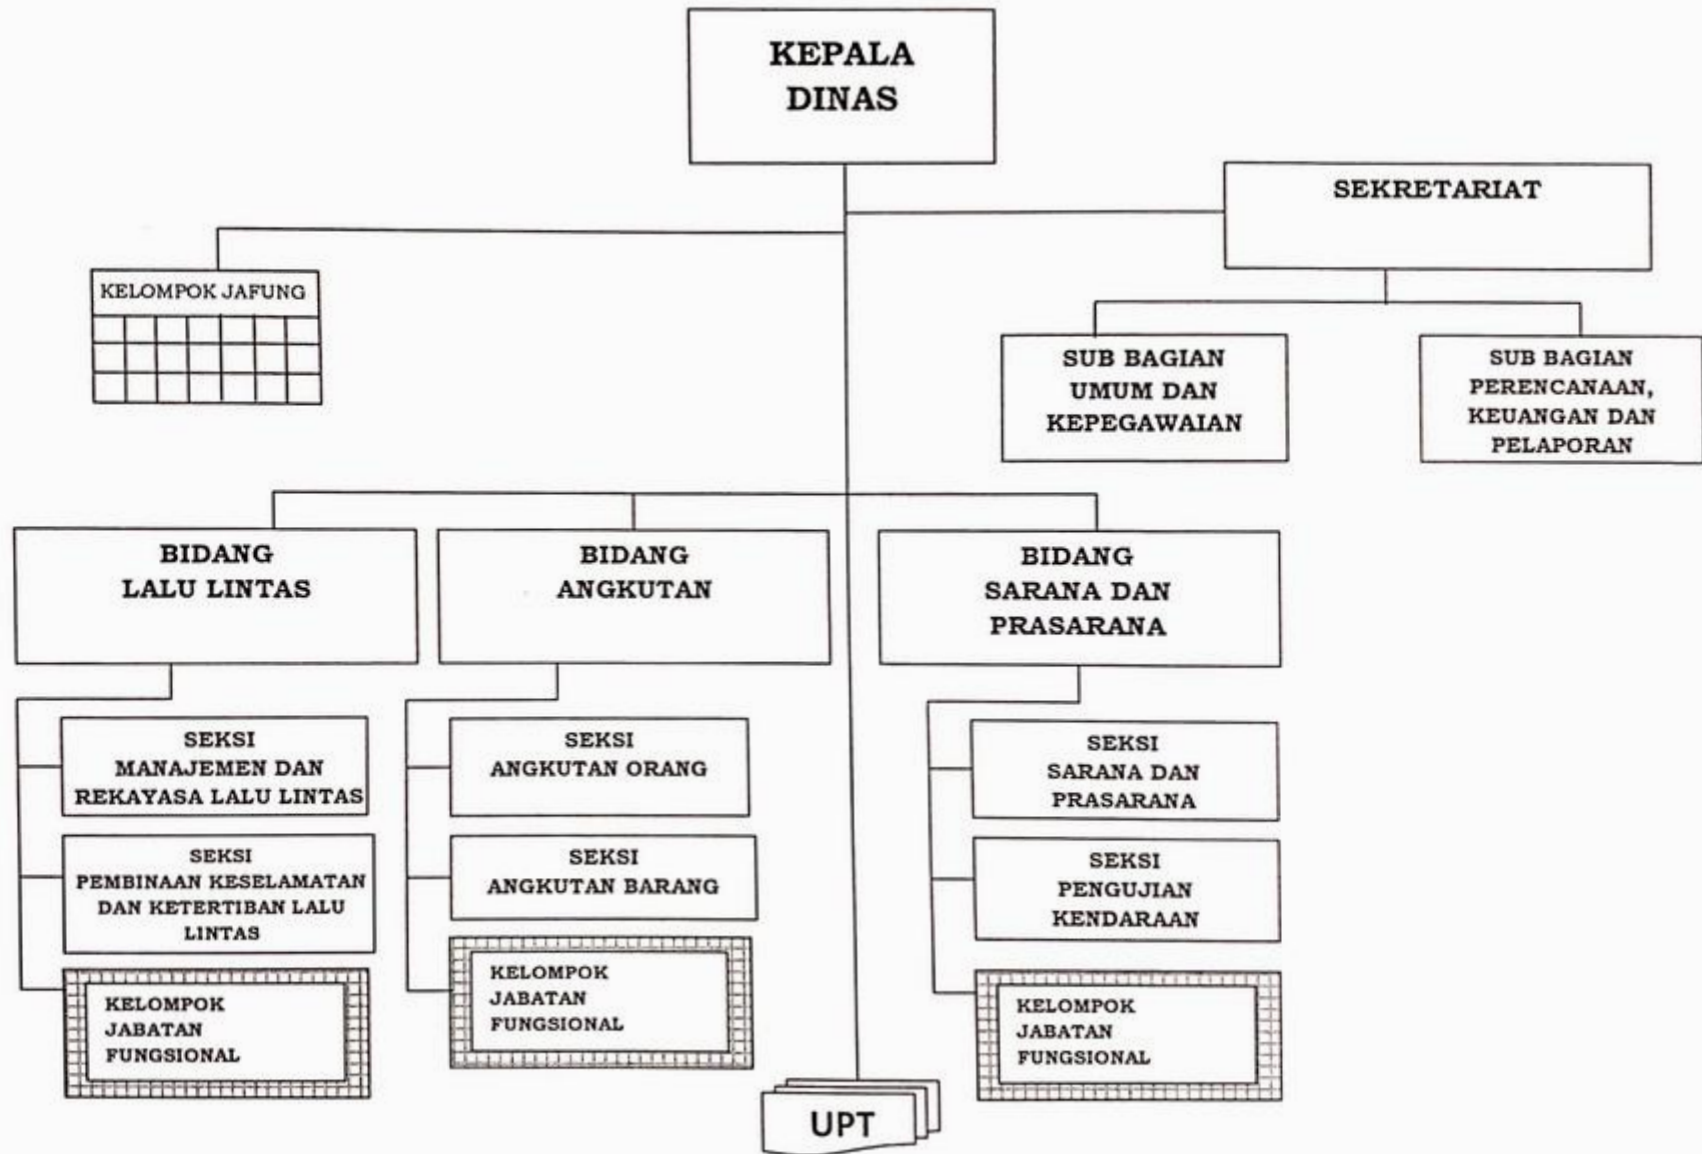 KEPALA
DINAS
SEKRETARIAT
KELOMPOK JAFUNG
SUB BAGIAN
UMUM DAN
KEPEGAWAIAN
SUB BAGIAN
PERENCANAAN,
KEUANGAN DAN
PELAPORAN
BIDANG
LALU LINTAS
BIDANG
ANGKUTAN
BIDANG
SARANA DAN
PRASARANA
SEKSI
MANAJEMEN DAN
REKAYASA LALU LINTAS
SEKSI
PEMBINAAN KESELAMATAN
DAN KETERTIBAN LALU
LINTAS
KELOMPOK
JABATAN
FUNGSIONAL
SEKSI
ANGKUTAN ORANG
SEKSI
ANGKUTAN BARANG
KELOMPOK
JABATAN
FUNGSIONAL
SEKSI
SARANA DAN
PRASARANA
SEKSI
PENGUJIAN
KENDARAAN
KELOMPOK
JABATAN
FUNGSIONAL
UPT